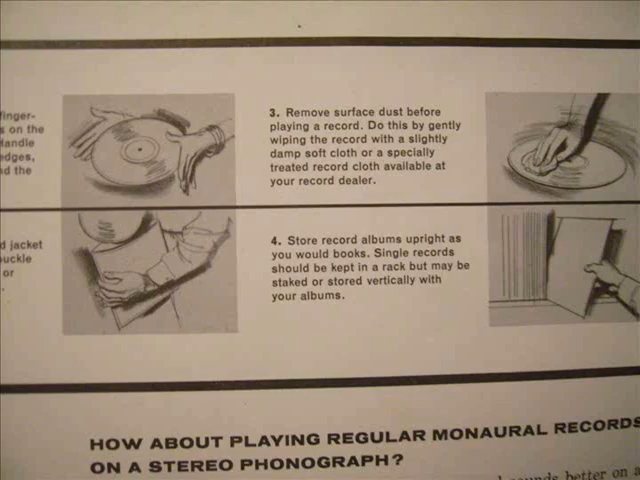 finger-
s on the
Handle
edges,
nd the
3. Remove surface dust before
playing a record. Do this by gently
wiping the record with a slightly
damp soft cloth or a specially
treated record cloth available at
your record dealer.
d jacket
buckle
or
4. Store record albums upright as
you would books. Single records
should be kept in a rack but may be
staked or stored vertically with
your albums.
HOW ABOUT PLAYING REGULAR MONAURAL RECORDS
ON A STEREO PHONOGRAPH?
sounds better on a